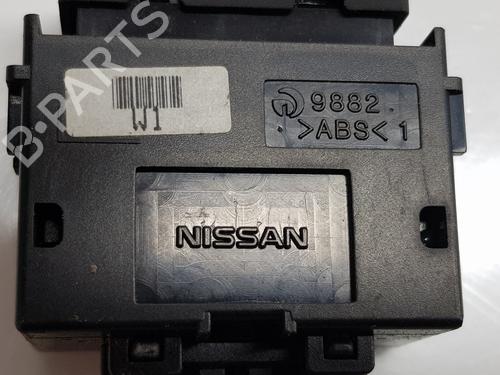 B-PARTS
W1
9882
>ABS< 1
NISSAN